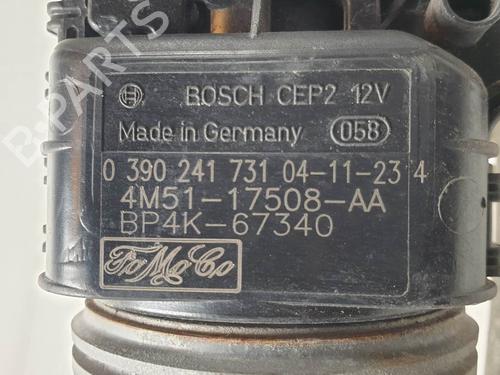 BOSCH CEP2 12V
Made in Germany 058
0 390 241 731 04-11-23 4
4M51-17508-AA
BP4K-67340
FoMoCo
B-PARTS